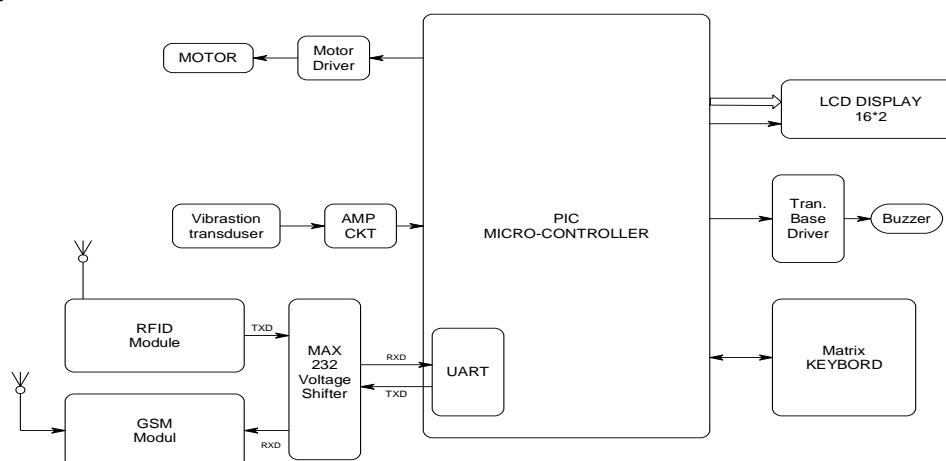 MOTOR
Motor
Driver
LCD DISPLAY
16*2
Vibrastion
transduser
AMP
CKT
PIC
MICRO-CONTROLLER
Tran.
Base
Driver
Buzzer
RFID
Module
TXD
MAX
232
Voltage
Shifter
RXD
TXD
UART
Matrix
KEYBORD
GSM
Modul
RXD